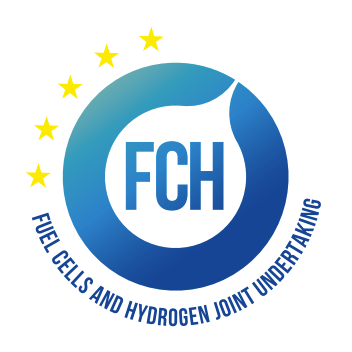 FCH
FUEL CELLS AND HYDROGEN JOINT UNDERTAKING